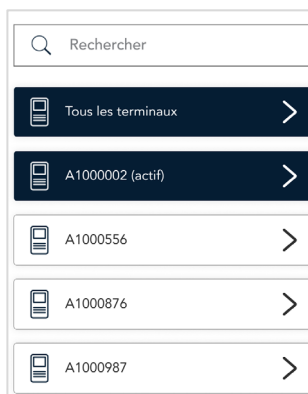 Rechercher
Tous les terminaux
A1000002 (actif)
A1000556
A1000876
A1000987